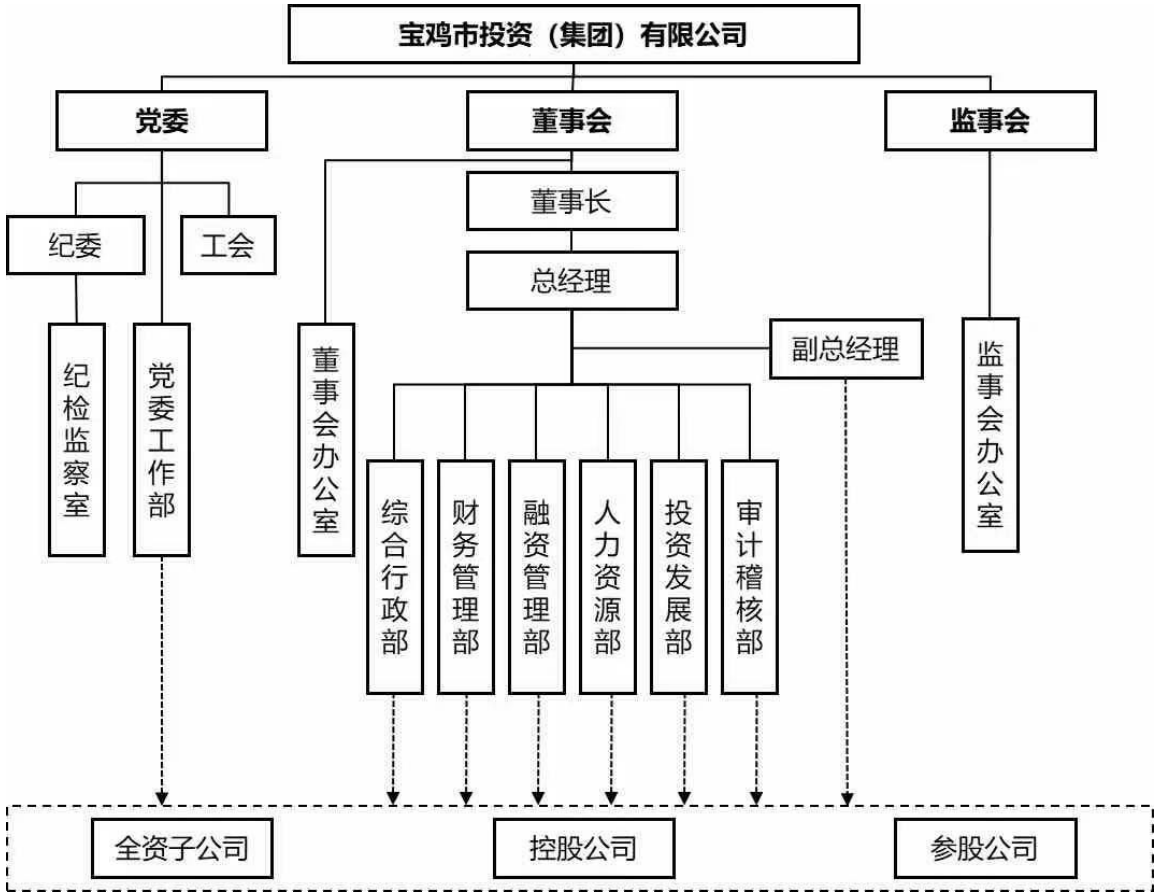 宝鸡市投资（集团）有限公司
党委
董事会
监事会
董事长
纪委
工会
总经理
副总经理
纪检监察室
党委工作部
董事会办公室
监事会办公室
综合行政部
财务管理部
融资管理部
人力资源部
投资发展部
审计稽核部
全资子公司
控股公司
参股公司